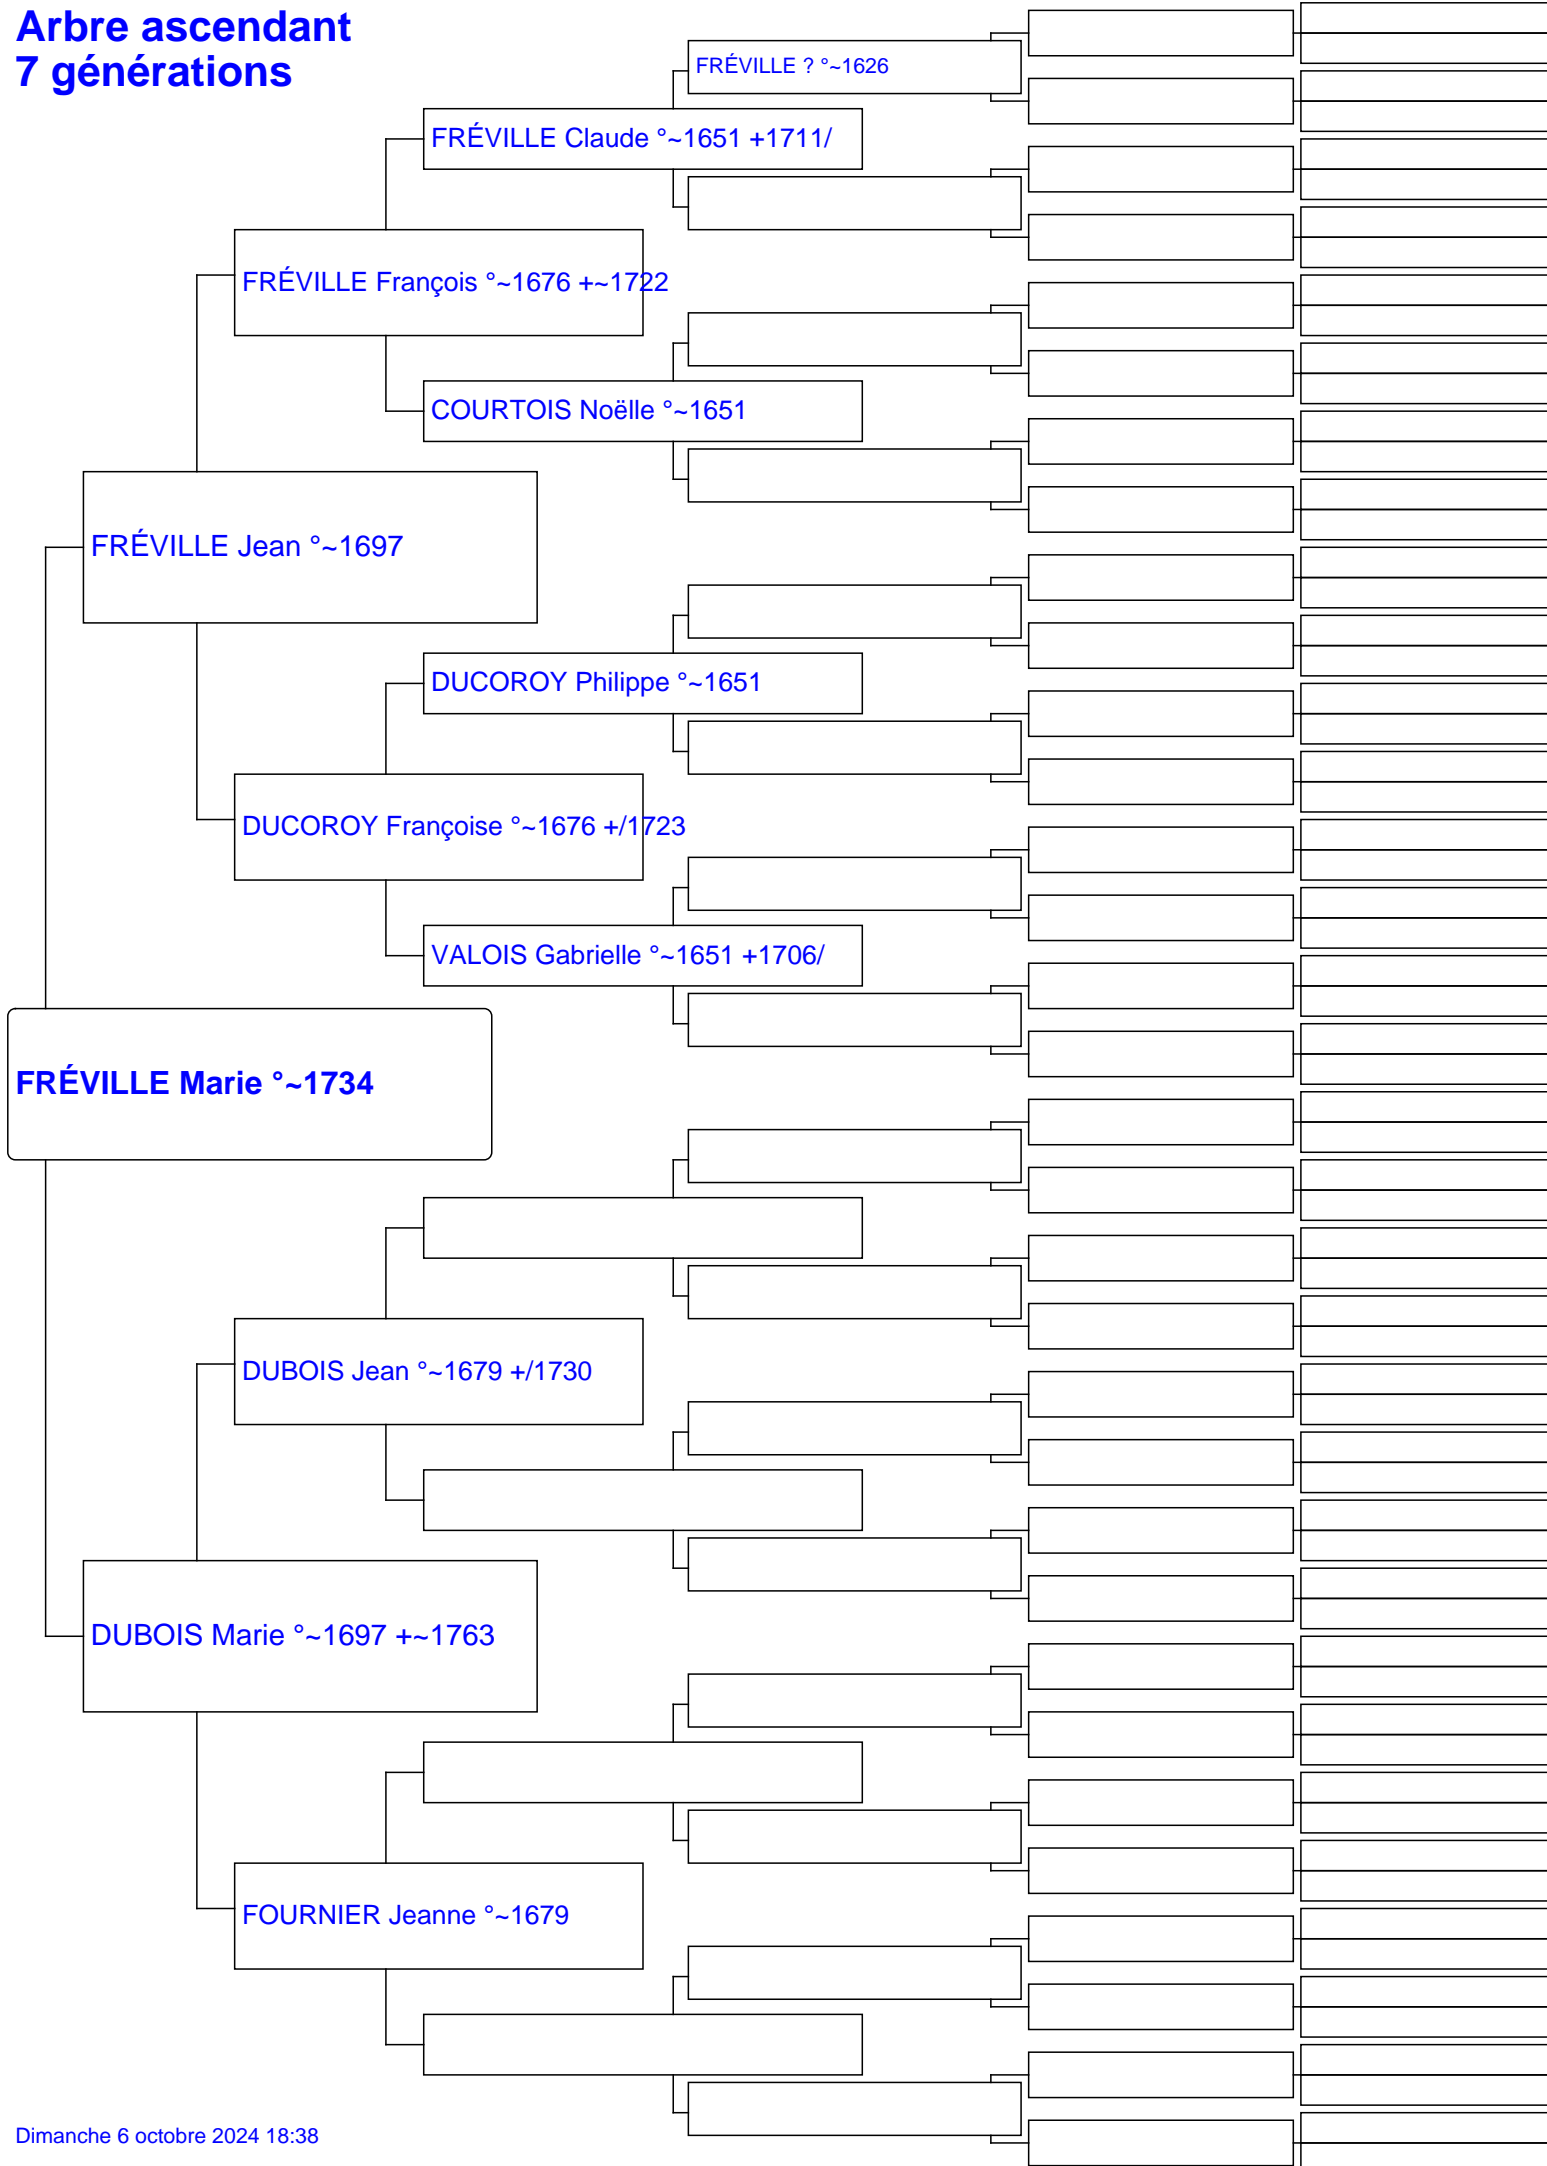 Arbre ascendant
7 générations
FRÉVILLE ? °~1626
FRÉVILLE Claude °~1651 +1711/
FRÉVILLE François °~1676 +~1722
COURTOIS Noëlle °~1651
FRÉVILLE Jean °~1697
DUCOROY Philippe °~1651
DUCOROY Françoise °~1676 +/1723
VALOIS Gabrielle °~1651 +1706/
FRÉVILLE Marie °~1734
DUBOIS Jean °~1679 +/1730
DUBOIS Marie °~1697 +~1763
FOURNIER Jeanne °~1679
Dimanche 6 octobre 2024 18:38